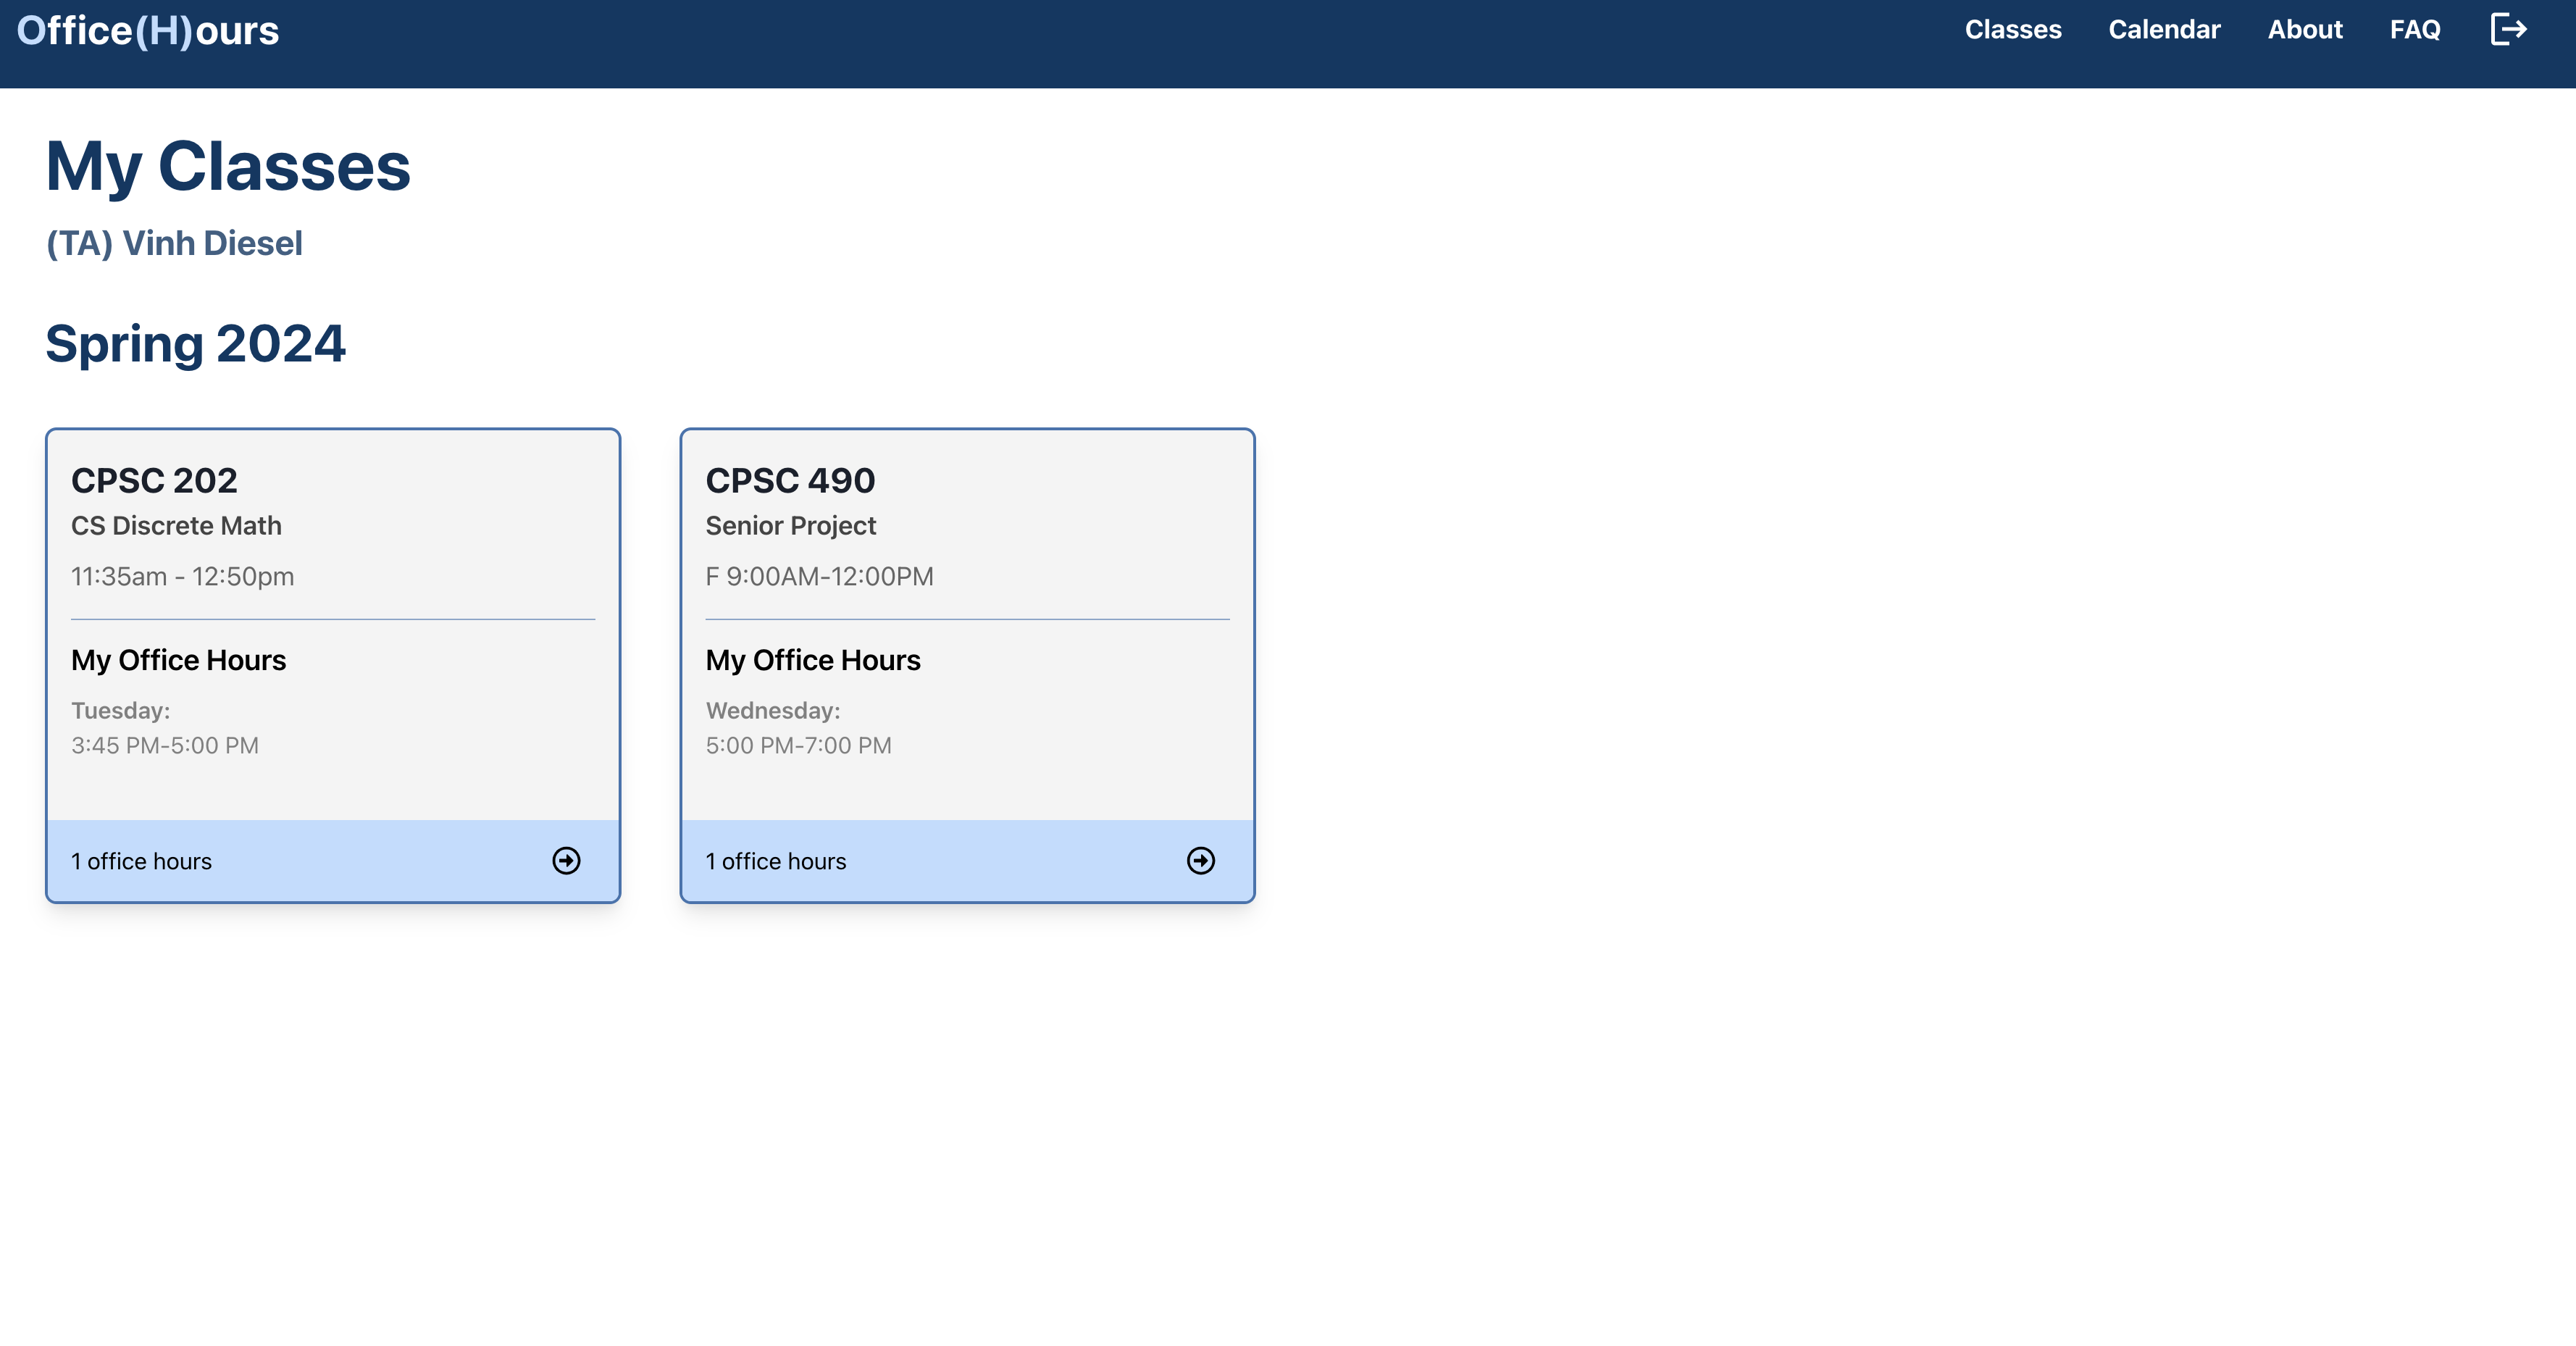 Office(H)ours
Classes Calendar About FAQ
My Classes
(TA) Vinh Diesel
Spring 2024
CPSC 202
CS Discrete Math
11:35am - 12:50pm
My Office Hours
Tuesday:
3:45 PM-5:00 PM
1 office hours
CPSC 490
Senior Project
F 9:00AM-12:00PM
My Office Hours
Wednesday:
5:00 PM-7:00 PM
1 office hours